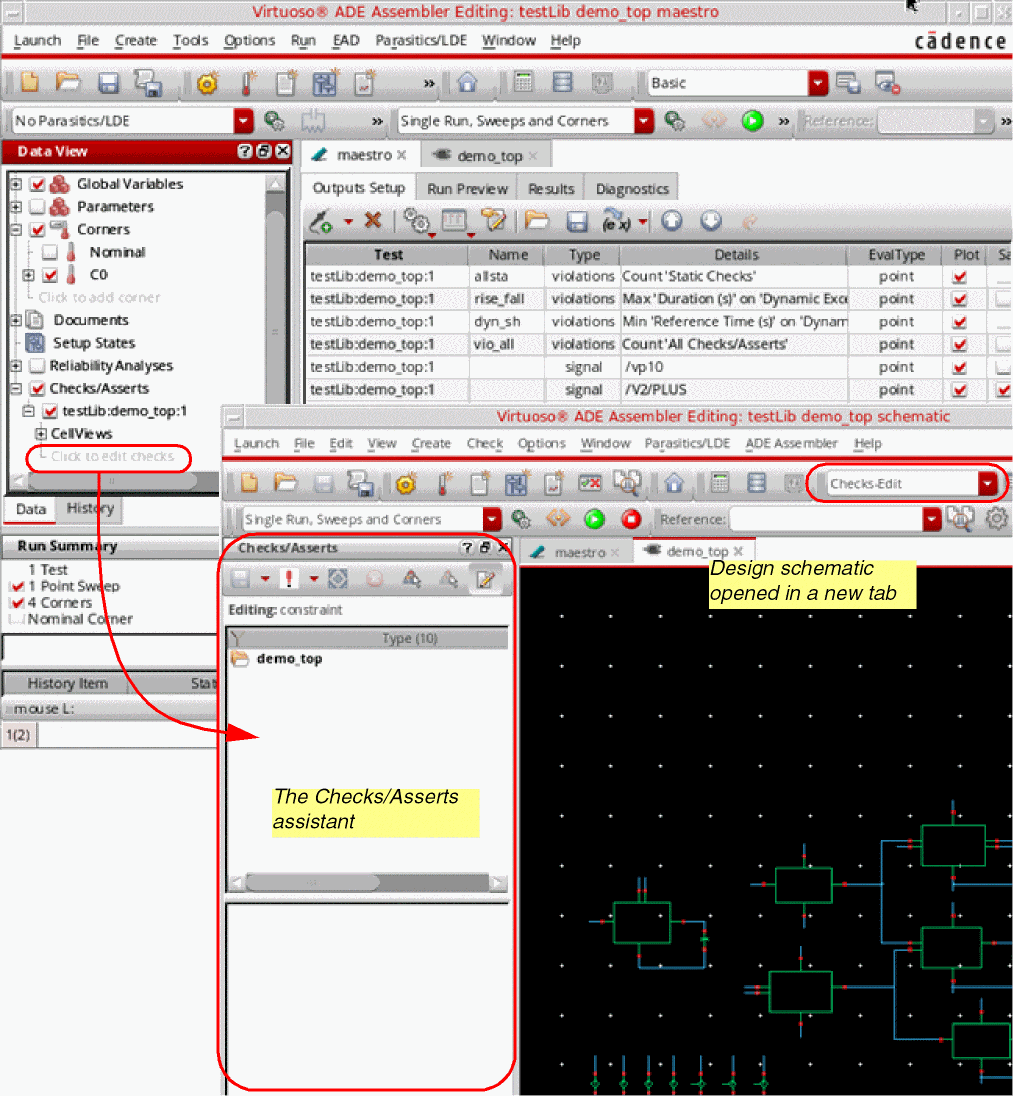 Virtuoso® ADE Assembler Editing: testLib demo_top maestro
Launch File Create Tools Options Run EAD Parasitics/LDE Window Help
cādence
» Basic
No Parasitics/LDE » Single Run, Sweeps and Corners » Reference: »
Data View
maestro demo_top
Outputs Setup Run Preview Results Diagnostics
Global Variables
Parameters
Corners
Nominal
C0
Click to add corner
Documents
Setup States
Reliability Analyses
Checks/Asserts
testLib:demo_top:1
CellViews
Click to edit checks
Data History
(e x)
Test Name Type Details EvalType Plot Sa
testLib:demo_top:1 allsta violations Count 'Static Checks' point
testLib:demo_top:1 rise_fall violations Max 'Duration (s)' on 'Dynamic Exce point
testLib:demo_top:1 dyn_sh violations Min 'Reference Time (s)' on 'Dynam point
testLib:demo_top:1 vio_all violations Count 'All Checks/Asserts' point
testLib:demo_top:1 signal /vp10 point
testLib:demo_top:1 signal /V2/PLUS point
Run Summary
1 Test
1 Point Sweep
4 Corners
Nominal Corner
History Item Stat
mouse L:
1(2)
Virtuoso® ADE Assembler Editing: testLib demo_top schematic
Launch File Edit View Create Check Options Window Parasitics/LDE ADE Assembler Help
Checks-Edit
Single Run, Sweeps and Corners Reference:
Checks/Asserts
maestro demo_top
Editing: constraint
Type (10)
demo_top
The Checks/Asserts
assistant
Design schematic
opened in a new tab